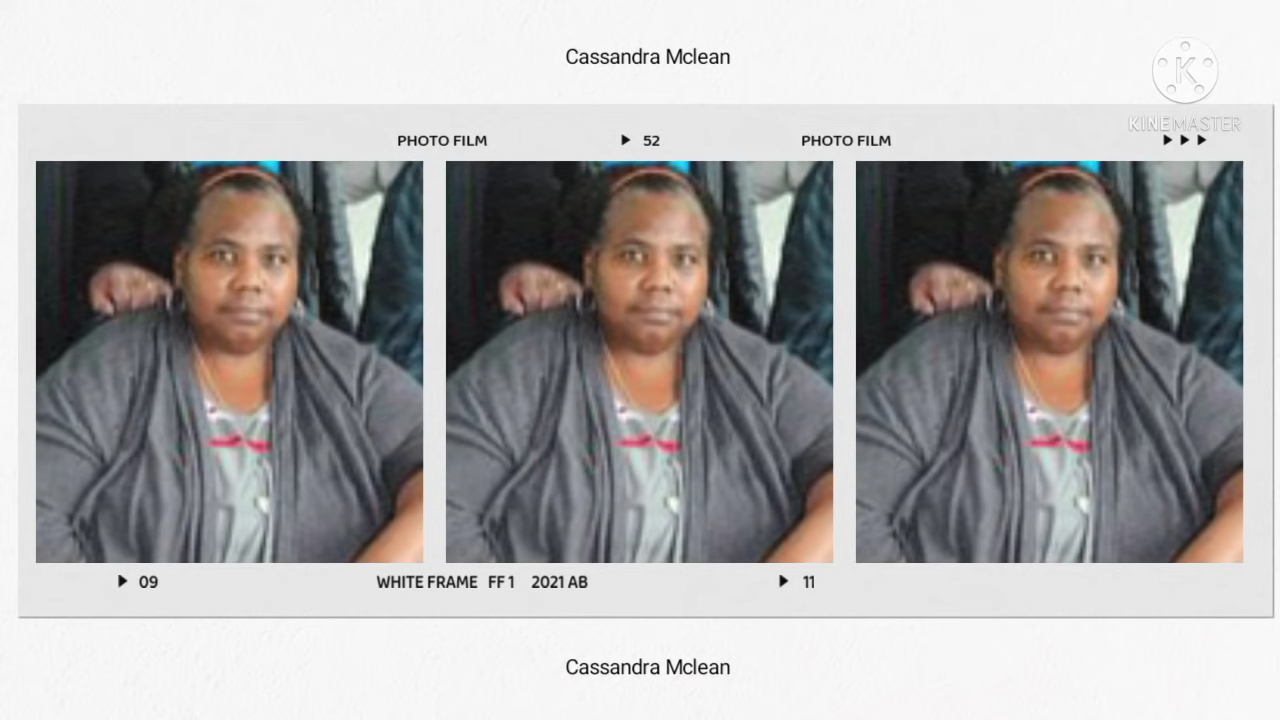 Cassandra Mclean
K
KINEMASTER
PHOTO FILM ▶ 52 PHOTO FILM ▶▶▶
▶ 09 WHITE FRAME FF 1 2021 AB ▶ 11
Cassandra Mclean